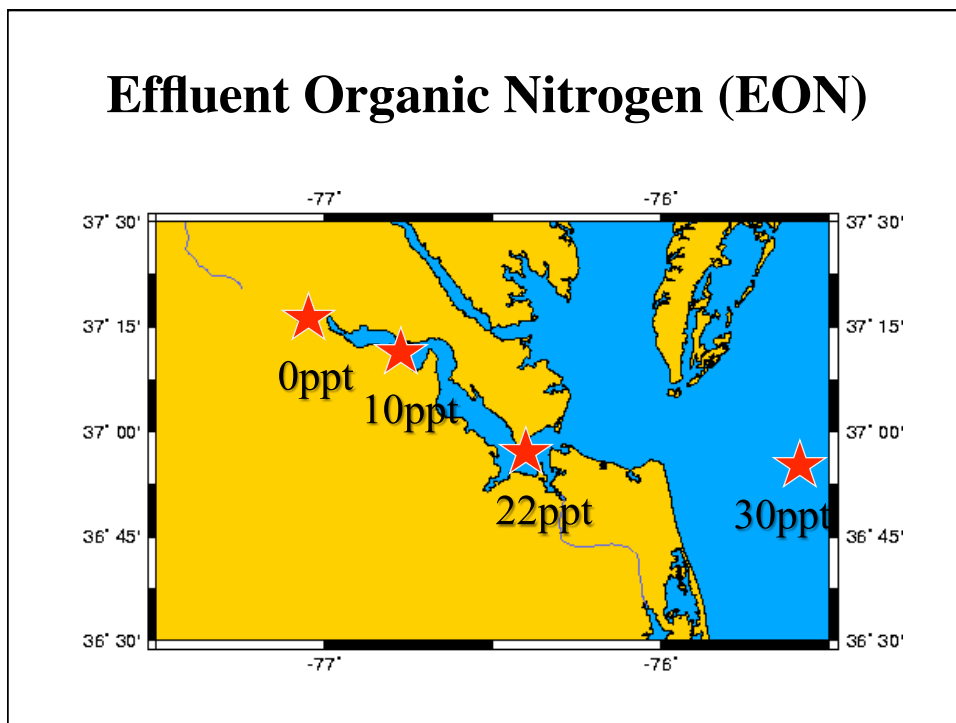 Effluent Organic Nitrogen (EON)
-77° -76°
37° 30' 37° 30'
37° 15' 37° 15'
0ppt
10ppt
37° 00' 37° 00'
22ppt 30ppt
36° 45' 36° 45'
36° 30' 36° 30'
-77° -76°